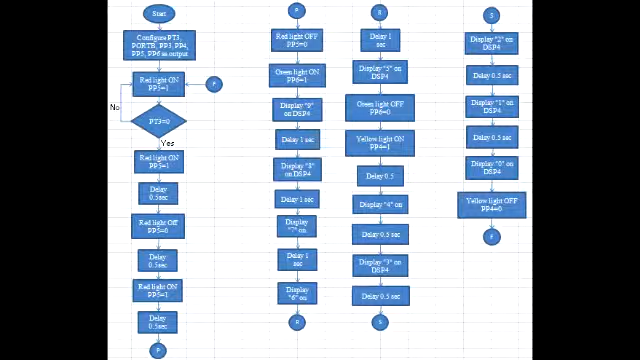 Start
Configure PT3,
PORTB, PP3, PP4,
PP5, PP6 as output
Red light ON
PP5=1
F
No
PT3=0
Yes
Red light ON
PP5=1
Delay
0.5sec
Red light Off
PP5=0
Delay
0.5sec
Red light ON
PP5=1
Delay
0.5sec
P
Red light OFF
PP5=0
Green light ON
PP6=1
Display "9"
on DSP4
Delay 1 sec
Display "8"
on DSP4
Delay 1 sec
Display
"7" on
Delay 1
sec
Display
"6" on
R
Delay 1
sec
Display "5" on
DSP4
Green light OFF
PP6=0
Yellow light ON
PP4=1
Delay 0.5
Display "4" on
Delay 0.5 sec
Display "3" on
DSP4
Delay 0.5 sec
S
S
Display "2" on
DSP4
Delay 0.5 sec
Display "1" on
DSP4
Delay 0.5 sec
Display "0" on
DSP4
Yellow light OFF
PP4=0
F